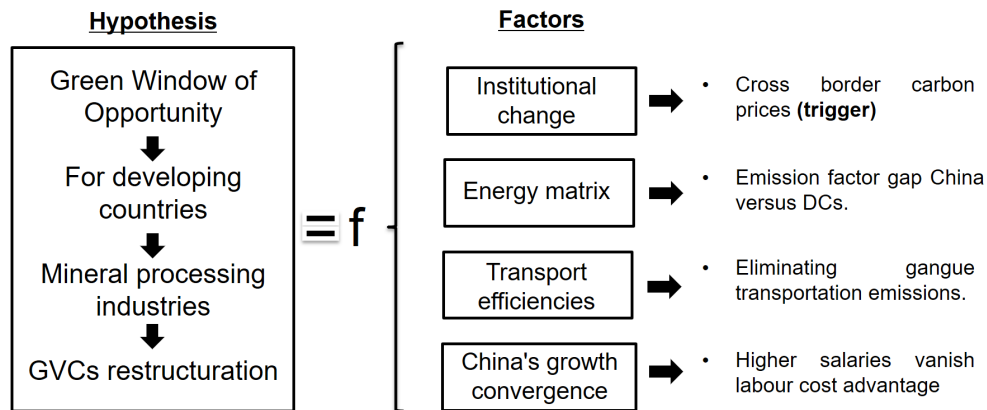 Hypothesis
Green Window of
Opportunity
For developing
countries
Mineral processing
industries
GVCs restructuration
= f
Factors
Institutional
change
• Cross border carbon
prices (trigger)
Energy matrix
• Emission factor gap China
versus DCs.
Transport
efficiencies
• Eliminating gangue
transportation emissions.
China's growth
convergence
• Higher salaries vanish
labour cost advantage